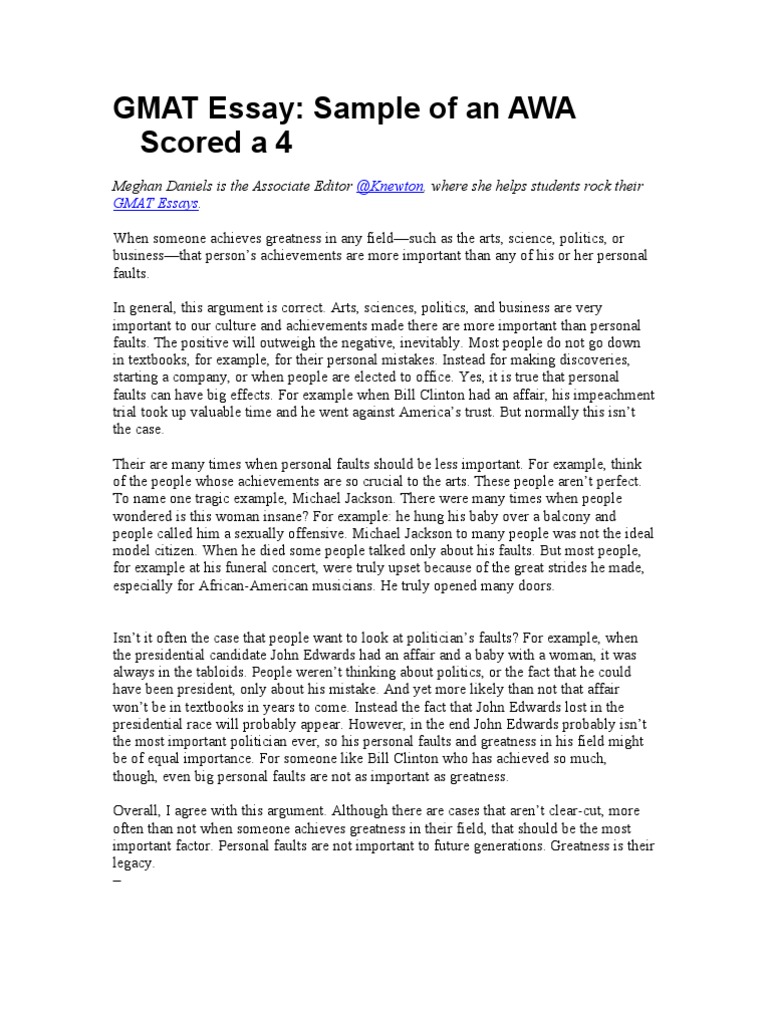 GMAT Essay: Sample of an AWA
Scored a 4
Meghan Daniels is the Associate Editor @Knewton, where she helps students rock their
GMAT Essays.
When someone achieves greatness in any field—such as the arts, science, politics, or
business—that person’s achievements are more important than any of his or her personal
faults.
In general, this argument is correct. Arts, sciences, politics, and business are very
important to our culture and achievements made there are more important than personal
faults. The positive will outweigh the negative, inevitably. Most people do not go down
in textbooks, for example, for their personal mistakes. Instead for making discoveries,
starting a company, or when people are elected to office. Yes, it is true that personal
faults can have big effects. For example when Bill Clinton had an affair, his impeachment
trial took up valuable time and he went against America’s trust. But normally this isn’t
the case.
Their are many times when personal faults should be less important. For example, think
of the people whose achievements are so crucial to the arts. These people aren’t perfect.
To name one tragic example, Michael Jackson. There were many times when people
wondered is this woman insane? For example: he hung his baby over a balcony and
people called him a sexually offensive. Michael Jackson to many people was not the ideal
model citizen. When he died some people talked only about his faults. But most people,
for example at his funeral concert, were truly upset because of the great strides he made,
especially for African-American musicians. He truly opened many doors.
Isn’t it often the case that people want to look at politician’s faults? For example, when
the presidential candidate John Edwards had an affair and a baby with a woman, it was
always in the tabloids. People weren’t thinking about politics, or the fact that he could
have been president, only about his mistake. And yet more likely than not that affair
won’t be in textbooks in years to come. Instead the fact that John Edwards lost in the
presidential race will probably appear. However, in the end John Edwards probably isn’t
the most important politician ever, so his personal faults and greatness in his field might
be of equal importance. For someone like Bill Clinton who has achieved so much,
though, even big personal faults are not as important as greatness.
Overall, I agree with this argument. Although there are cases that aren’t clear-cut, more
often than not when someone achieves greatness in their field, that should be the most
important factor. Personal faults are not important to future generations. Greatness is their
legacy.
–